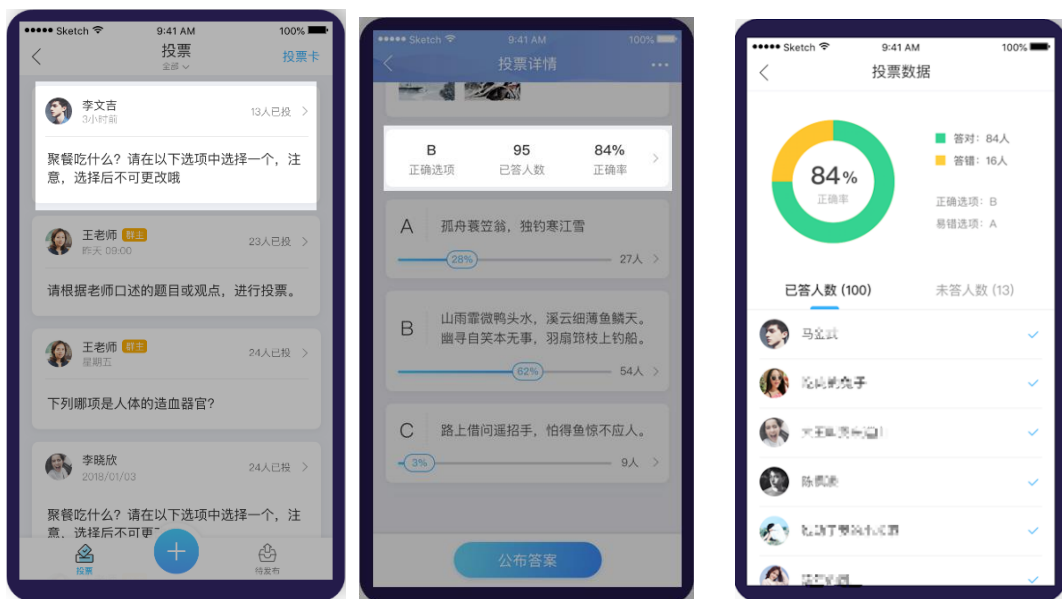 Sketch 9:41 AM 100%
投票 投票卡
全部
李文吉 13人已投
3小时前
聚餐吃什么？请在以下选项中选择一个，注
意，选择后不可更改哦
王老师 群主 23人已投
昨天 09:00
请根据老师口述的题目或观点，进行投票。
王老师 群主 24人已投
星期五
下列哪项是人体的造血器官?
李晓欣 24人已投
2018/01/03
聚餐吃什么？请在以下选项中选择一个，注
意，选择后不可更
投票 + 待发布
Sketch 9:41 AM 100%
投票详情
B 95 84%
正确选项 已答人数 正确率
A 孤舟蓑笠翁，独钓寒江雪
28% 27人
B 山雨霏微鸭头水，溪云细薄鱼鳞天。
幽寻自笑本无事，羽扇筇枝上钓船。
62% 54人
C 路上借问遥招手，怕得鱼惊不应人。
3% 9人
公布答案
Sketch 9:41 AM 100%
投票数据
84%
正确率
答对：84人
答错：16人
正确选项：B
易错选项：A
已答人数 (100) 未答人数 (13)